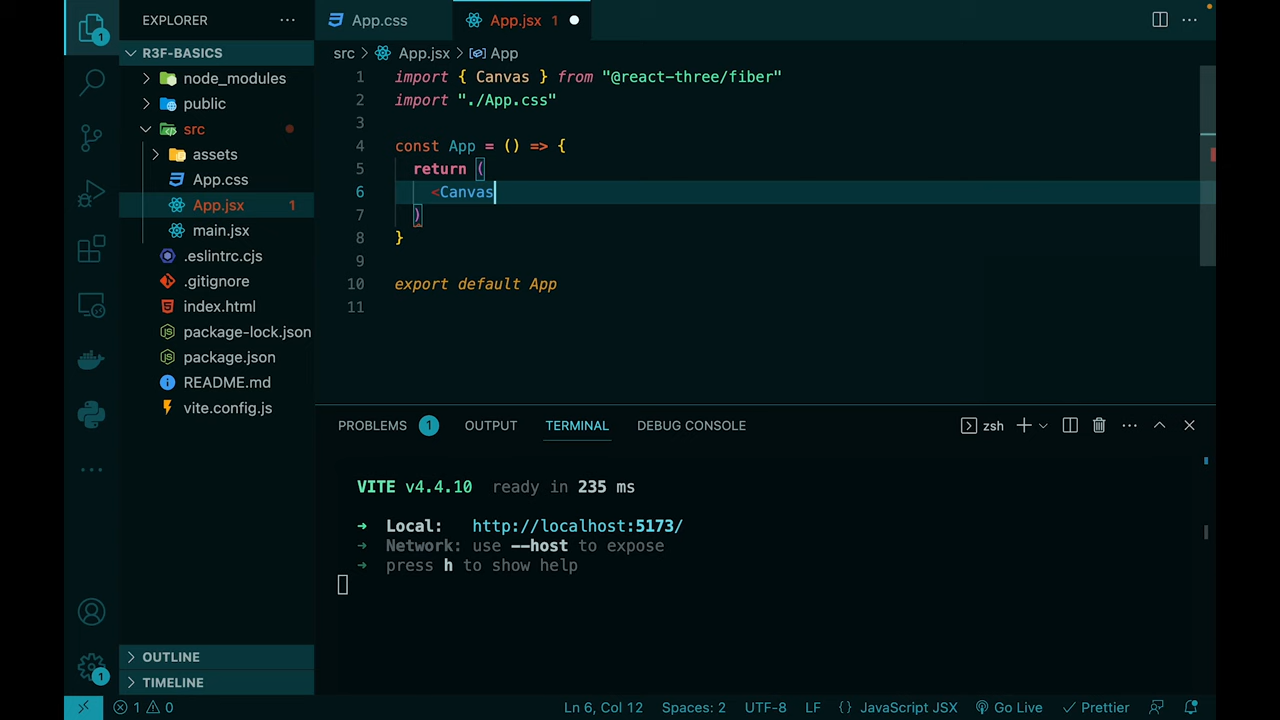 EXPLORER
R3F-BASICS
node_modules
public
src
assets
App.css
App.jsx 1
main.jsx
.eslintrc.cjs
.gitignore
index.html
package-lock.json
package.json
README.md
vite.config.js
OUTLINE
TIMELINE
1
1
App.css
App.jsx 1
src > App.jsx > App
1 import { Canvas } from "@react-three/fiber"
2 import "./App.css"
3
4 const App = () => {
5 return (
6 <Canvas
7 )
8 }
9
10 export default App
11
PROBLEMS 1 OUTPUT TERMINAL DEBUG CONSOLE
zsh
VITE v4.4.10 ready in 235 ms
➜ Local: http://localhost:5173/
➜ Network: use --host to expose
➜ press h to show help
1 0
Ln 6, Col 12 Spaces: 2 UTF-8 LF {} JavaScript JSX Go Live Prettier